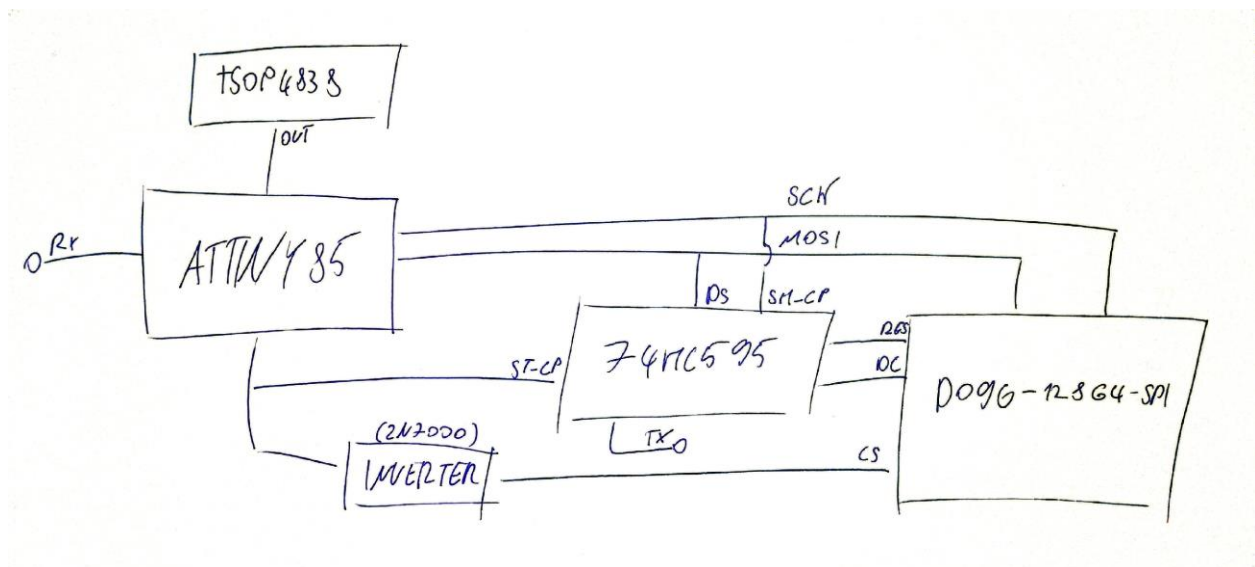 TSOP4838
OUT
RX
ATTINY85
SCK
MOSI
DS
SH-CP
ST-CP
74HC595
RES
DC
D096-12864-SPI
TX
(2N7000)
INVERTER
CS